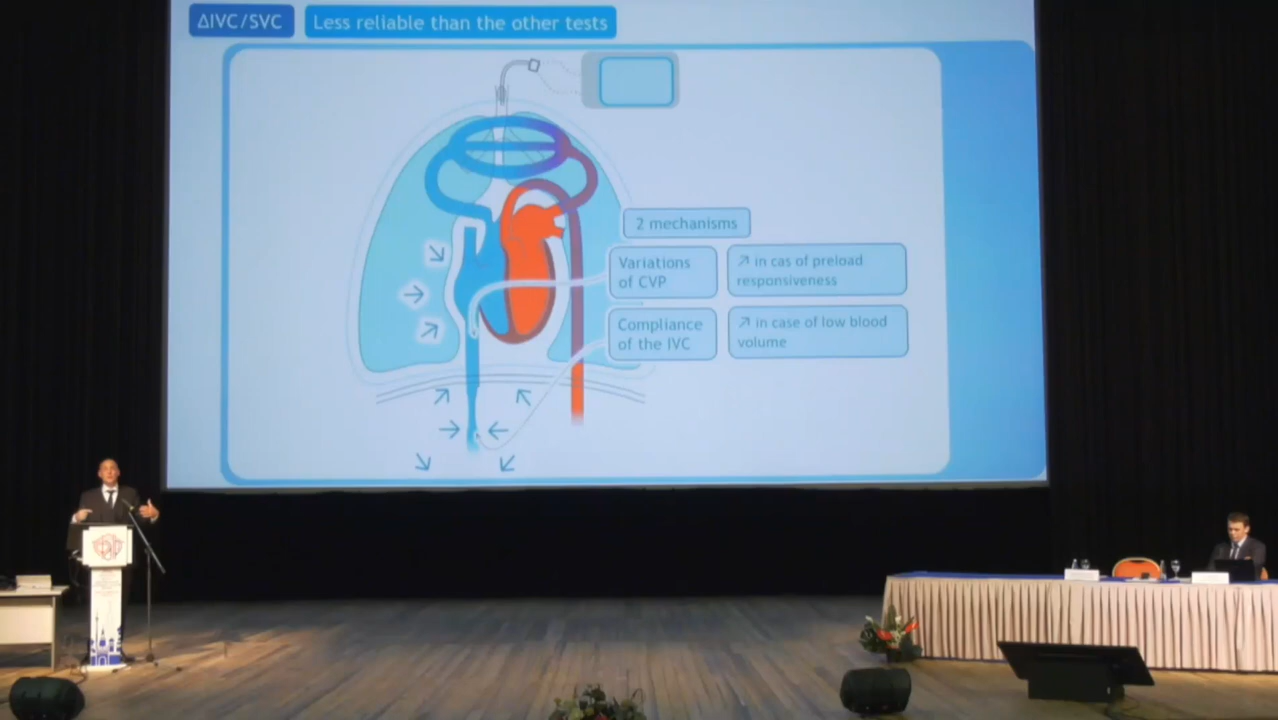 ΔIVC/SVC
Less reliable than the other tests
2 mechanisms
Variations
of CVP
↗ in cas of preload
responsiveness
Compliance
of the IVC
↗ in case of low blood
volume